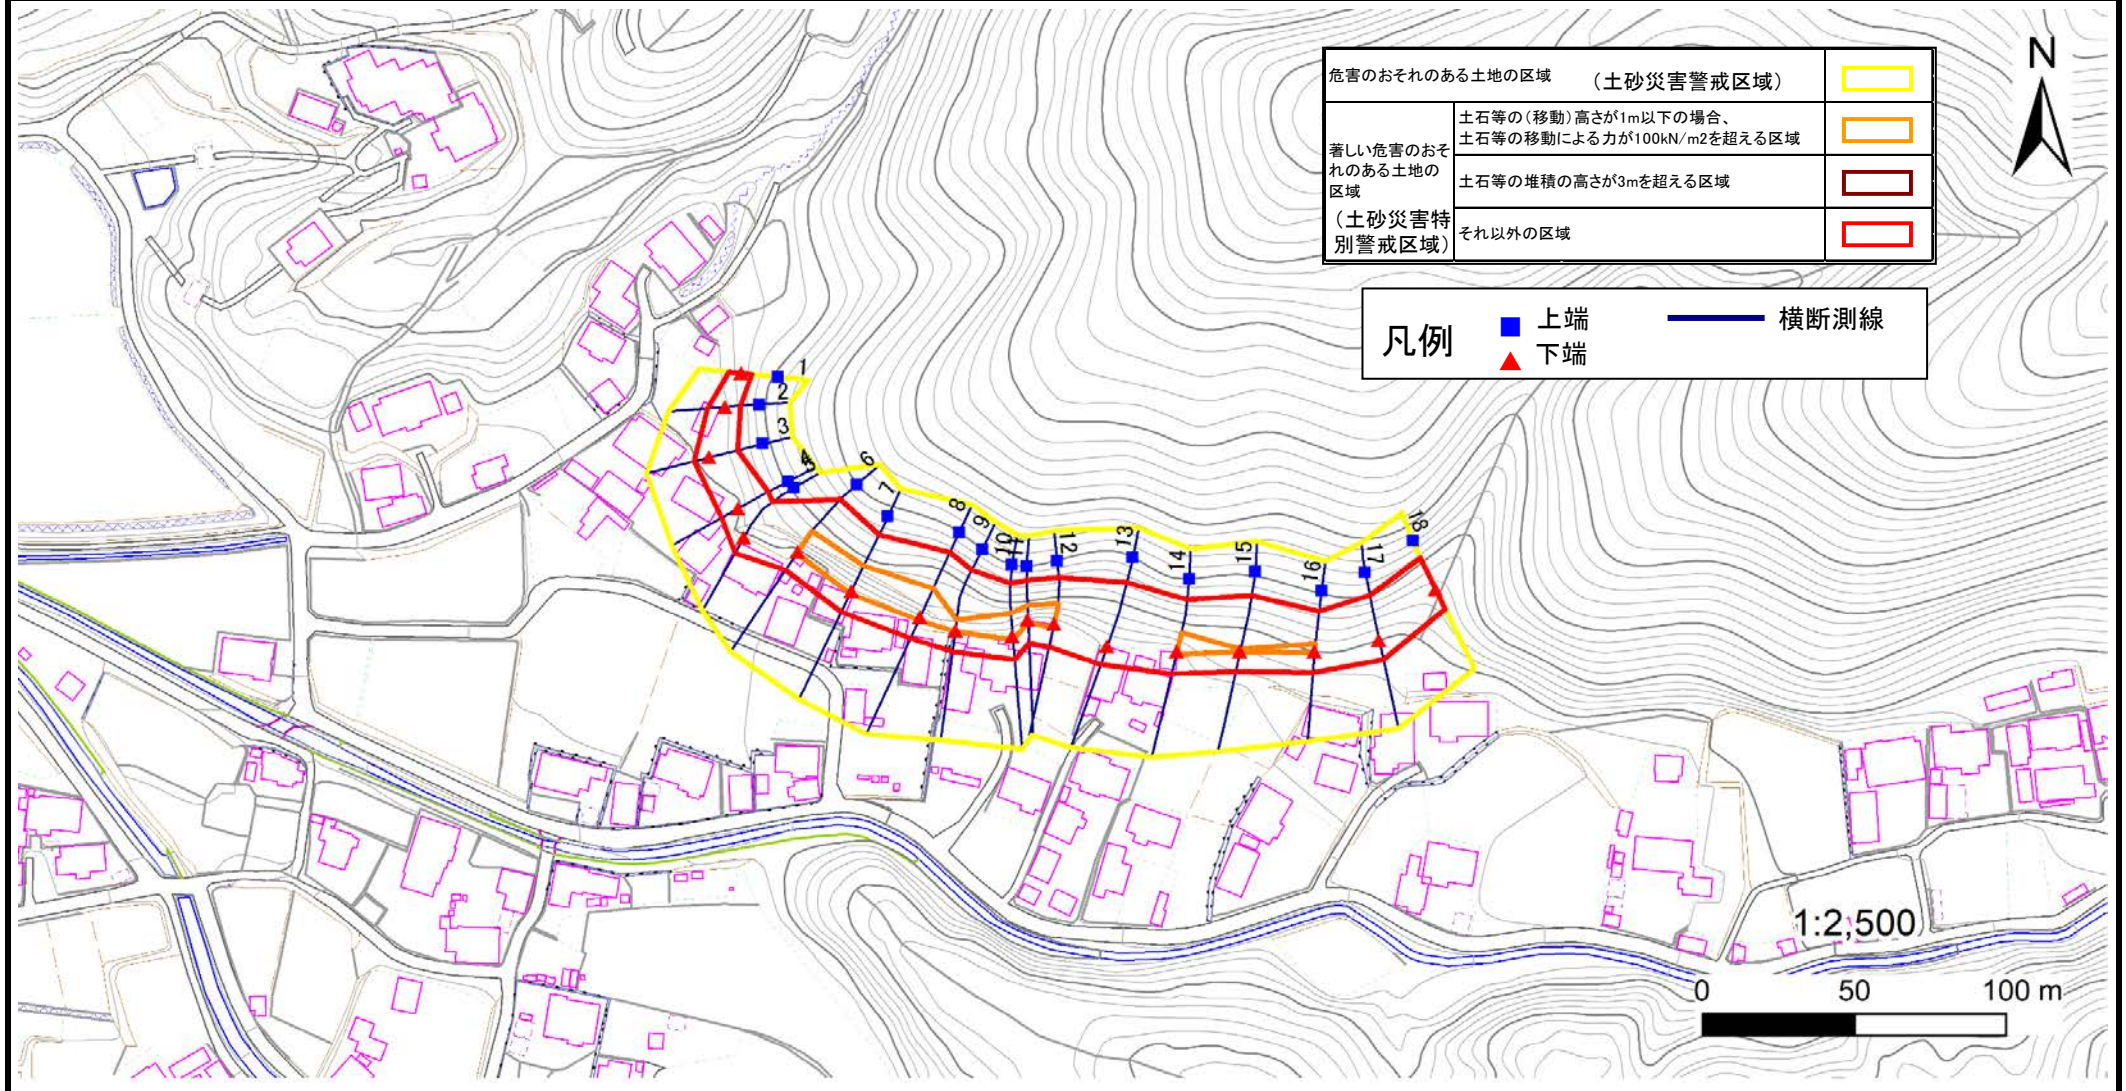 危害のおそれのある土地の区域 （土砂災害警戒区域）
著しい危害のおそ
れのある土地の
区域
（土砂災害特
別警戒区域）
土石等の（移動）高さが1m以下の場合、
土石等の移動による力が100kN/m2を超える区域
土石等の堆積の高さが3mを超える区域
それ以外の区域
N
凡例
上端
下端
横断測線
1
2
3
6
7
8
9
10
11
12
13
14
15
16
17
18
1:2,500
0 50 100 m